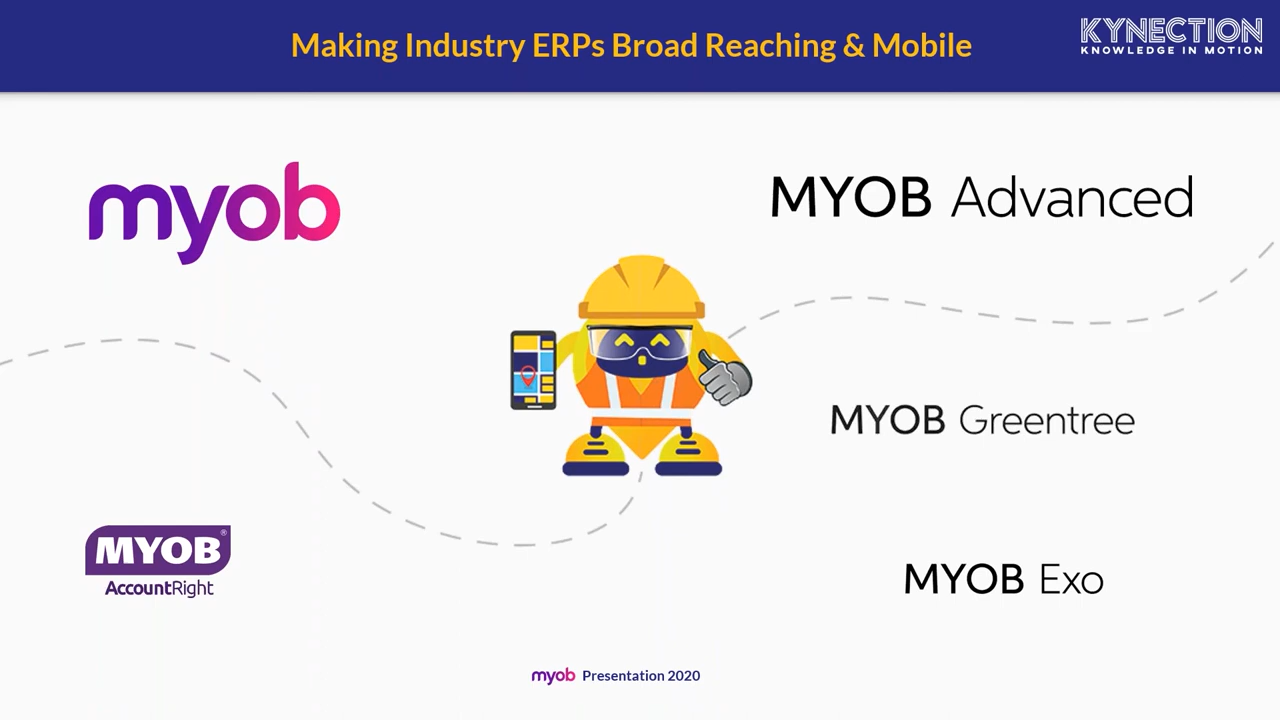 Making Industry ERPs Broad Reaching & Mobile
KYNECTION
KNOWLEDGE IN MOTION
myob
MYOB Advanced
MYOB Greentree
MYOB®
AccountRight
MYOB Exo
myob Presentation 2020